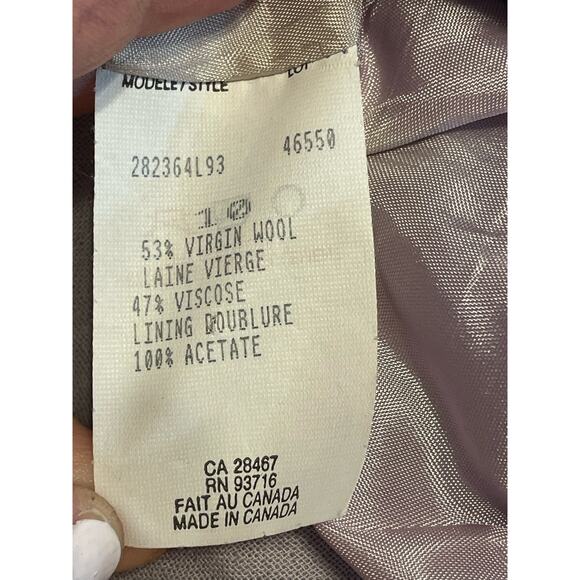 MODELE / STYLE LOT
282364L93 46550
53% VIRGIN WOOL
LAINE VIERGE
47% VISCOSE
LINING DOUBLURE
100% ACETATE
CA 28467
RN 93716
FAIT AU CANADA
MADE IN CANADA